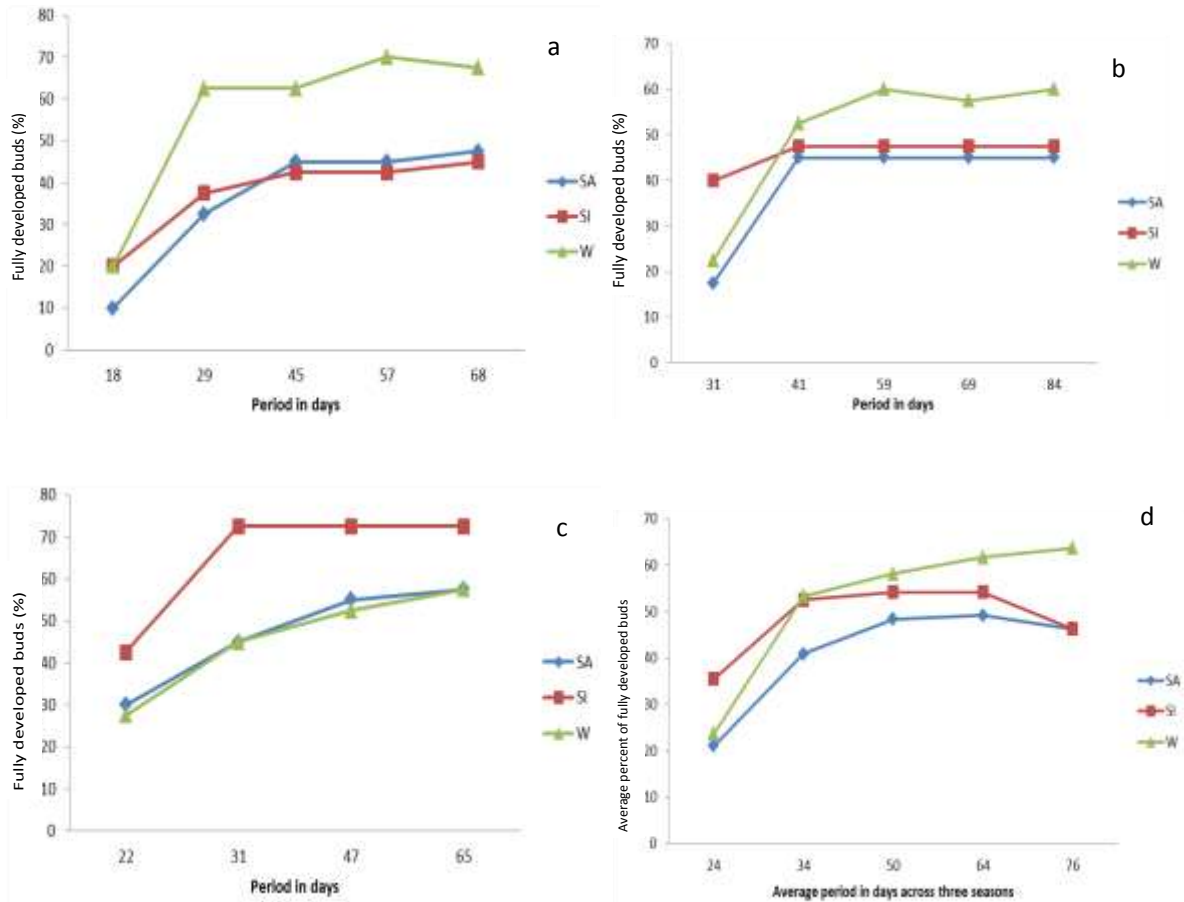 a
80
70
60
50
40
30
20
10
0
Fully developed buds (%)
18 29 45 57 68
Period in days
SA
SI
W
b
70
60
50
40
30
20
10
0
Fully developed buds (%)
31 41 59 69 84
Period in days
SA
SI
W
c
80
70
60
50
40
30
20
10
0
Fully developed buds (%)
22 31 47 65
Period in days
SA
SI
W
d
70
60
50
40
30
20
10
0
Average percent of fully developed buds
24 34 50 64 76
Average period in days across three seasons
SA
SI
W